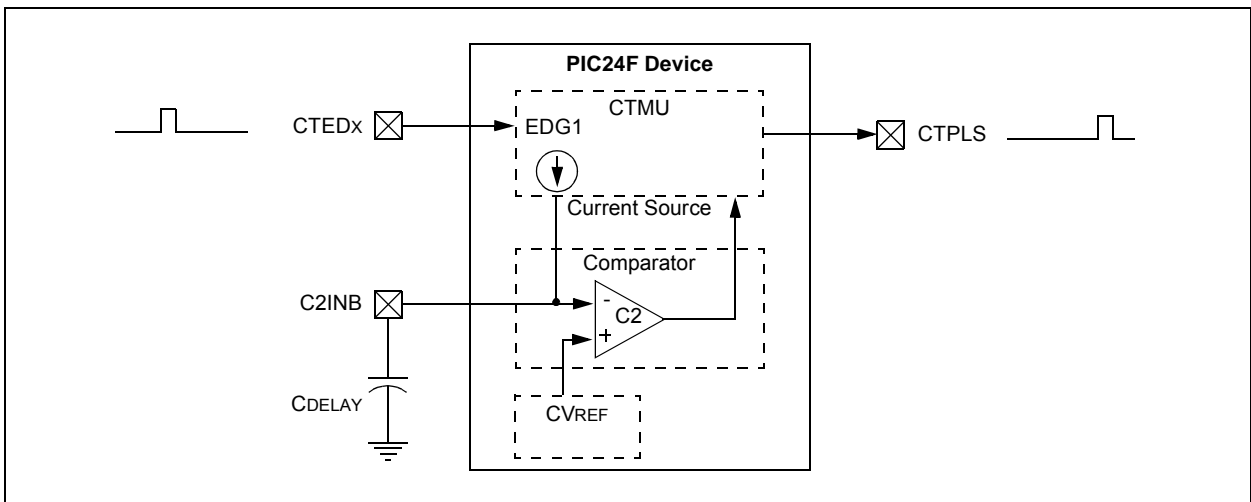 PIC24F Device
CTMU
CTEDX
EDG1
CTPLS
Current Source
Comparator
C2INB
-
C2
+
CDELAY
CVREF